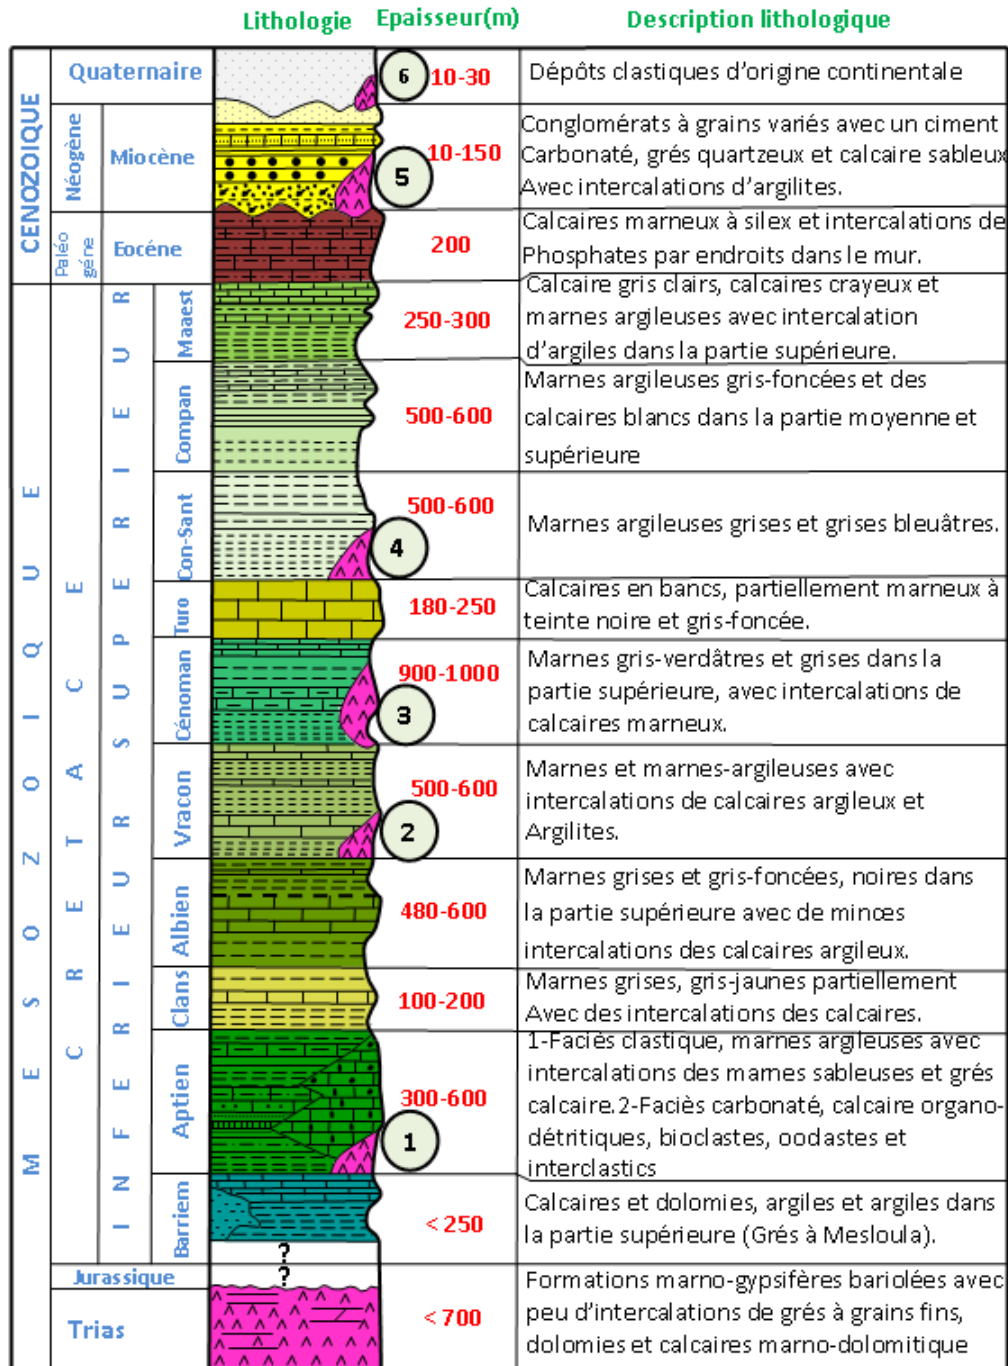 Lithologie Epaisseur(m) Description lithologique
CENOZOIQUE
Quaternaire
6 10-30
Dépôts clastiques d'origine continentale
Néogène
Miocène
10-150
5
Conglomérats à grains variés avec un ciment
Carbonaté, grés quartzeux et calcaire sableux
Avec intercalations d'argilites.
Paléo
géne
Eocéne
200
Calcaires marneux à silex et intercalations de
Phosphates par endroits dans le mur.
MESOZOIQUE
CRETACE
SUPERIEUR
Maaest
250-300
Calcaire gris clairs, calcaires crayeux et
marnes argileuses avec intercalation
d'argiles dans la partie supérieure.
Compan
500-600
Marnes argileuses gris-foncées et des
calcaires blancs dans la partie moyenne et
supérieure
Con-Sant
500-600
4
Marnes argileuses grises et grises bleuâtres.
Turo
180-250
Calcaires en bancs, partiellement marneux à
teinte noire et gris-foncée.
Cénoman
900-1000
3
Marnes gris-verdâtres et grises dans la
partie supérieure, avec intercalations de
calcaires marneux.
INFERIEUR
Vracon
500-600
2
Marnes et marnes-argileuses avec
intercalations de calcaires argileux et
Argilites.
Albien
480-600
Marnes grises et gris-foncées, noires dans
la partie supérieure avec de minces
intercalations des calcaires argileux.
Clans
100-200
Marnes grises, gris-jaunes partiellement
Avec des intercalations des calcaires.
Aptien
300-600
1
1-Faciès clastique, marnes argileuses avec
intercalations des marnes sableuses et grés
calcaire.2-Faciès carbonaté, calcaire organo-
détritiques, bioclastes, oodastes et
interclastics
Barriem
<250
Calcaires et dolomies, argiles et argiles dans
la partie supérieure (Grés à Mesloula).
?
Jurassique
?
Trias
<700
Formations marno-gypsifères bariolées avec
peu d'intercalations de grés à grains fins,
dolomies et calcaires marno-dolomitique